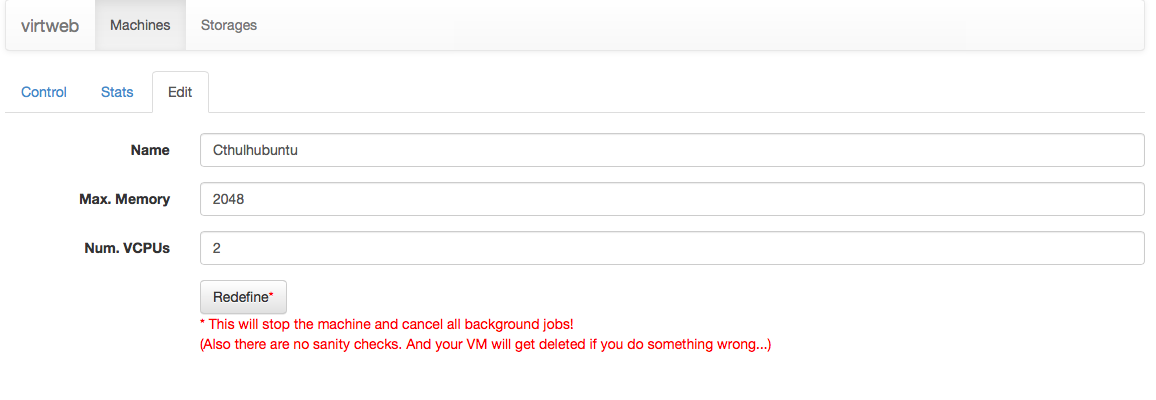 virtweb Machines Storages
Control Stats Edit
Name Cthulhubuntu
Max. Memory 2048
Num. VCPUs 2
Redefine*
* This will stop the machine and cancel all background jobs!
(Also there are no sanity checks. And your VM will get deleted if you do something wrong...)